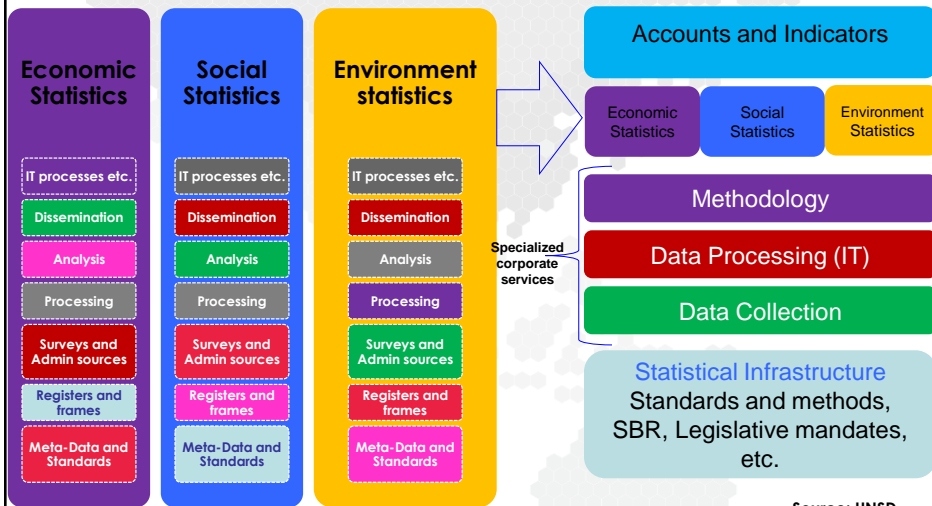 Economic
Statistics
IT processes etc.
Dissemination
Analysis
Processing
Surveys and
Admin sources
Registers and
frames
Meta-Data and
Standards
Social
Statistics
IT processes etc.
Dissemination
Analysis
Processing
Surveys and
Admin sources
Registers and
frames
Meta-Data and
Standards
Environment
statistics
IT processes etc.
Dissemination
Analysis
Processing
Surveys and
Admin sources
Registers and
frames
Meta-Data and
Standards
Accounts and Indicators
Economic
Statistics
Social
Statistics
Environment
Statistics
Specialized
corporate
services
Methodology
Data Processing (IT)
Data Collection
Statistical Infrastructure
Standards and methods,
SBR, Legislative mandates,
etc.
Source: UNSD